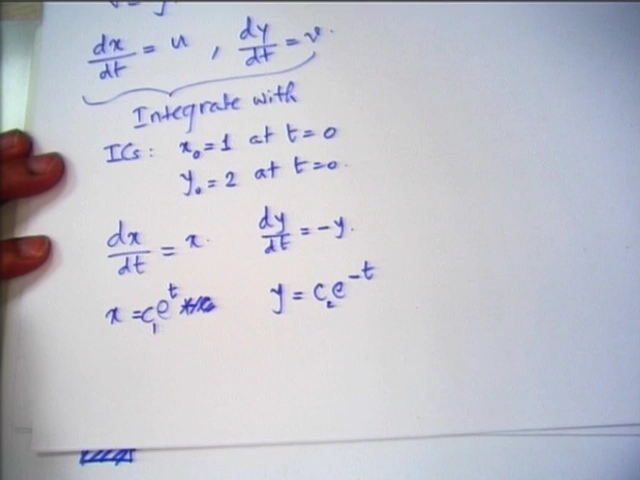 dx/dt = u , dy/dt = v.
Integrate with
ICs: x₀ = 1 at t = 0
y₀ = 2 at t = 0.
dx/dt = x. dy/dt = -y.
x = c₁e^t y = c₂e^-t